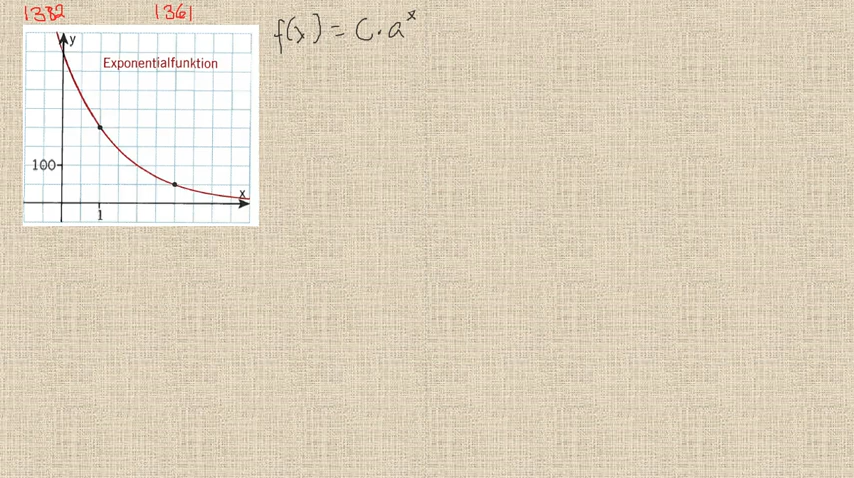 1382 1361
f(x) = C · a^x
y
Exponentialfunktion
100
x
1